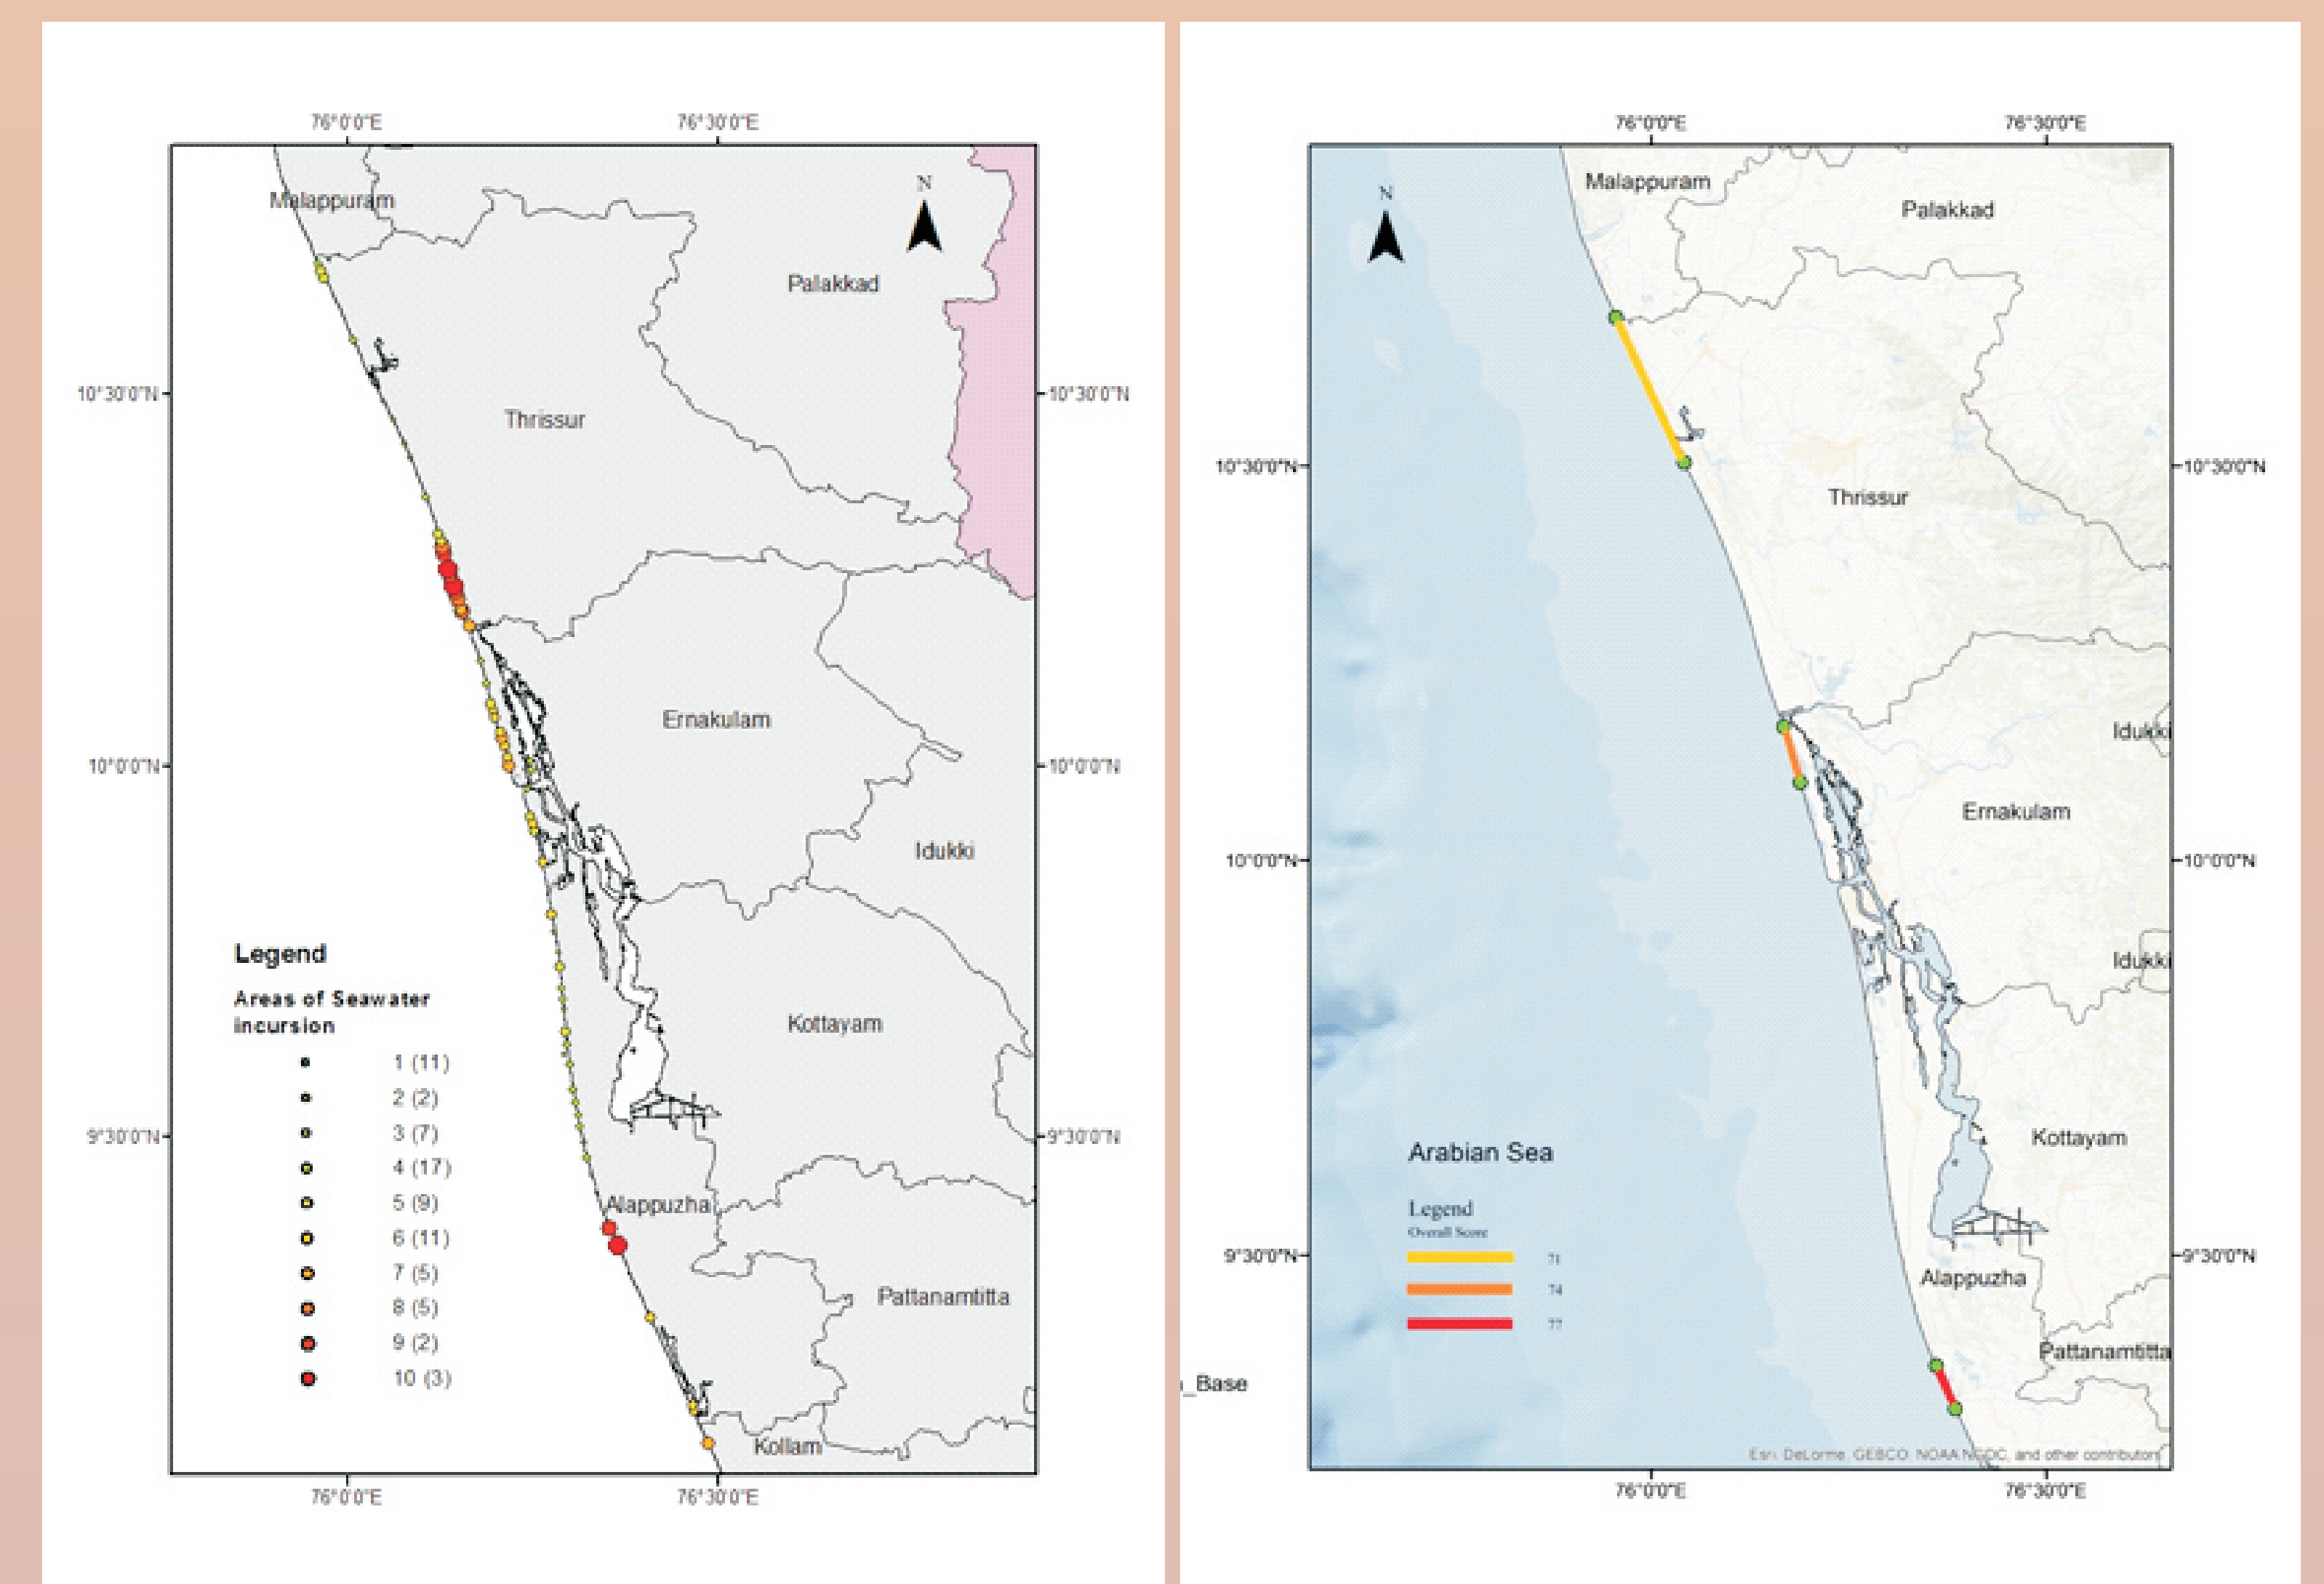 76°0'0"E
76°30'0"E
N
Malappuram
Palakkad
10°30'0"N
10°30'0"N
Thrissur
Ernakulam
10°0'0"N
10°0'0"N
Idukki
Legend
Areas of Seawater
incursion
1 (11)
2 (2)
3 (7)
4 (17)
5 (9)
6 (11)
7 (5)
8 (5)
9 (2)
10 (3)
Kottayam
9°30'0"N
9°30'0"N
Alappuzha
Pattanamtitta
Kollam
76°0'0"E
76°30'0"E
76°0'0"E
76°30'0"E
N
Malappuram
Palakkad
10°30'0"N
10°30'0"N
Thrissur
Idukki
Ernakulam
10°0'0"N
10°0'0"N
Idukki
Kottayam
Arabian Sea
Legend
Overall Score
71
74
77
9°30'0"N
9°30'0"N
Alappuzha
Pattanamtitta
_Base
Esri, DeLorme, GEBCO, NOAA NGDC, and other contributors
76°0'0"E
76°30'0"E